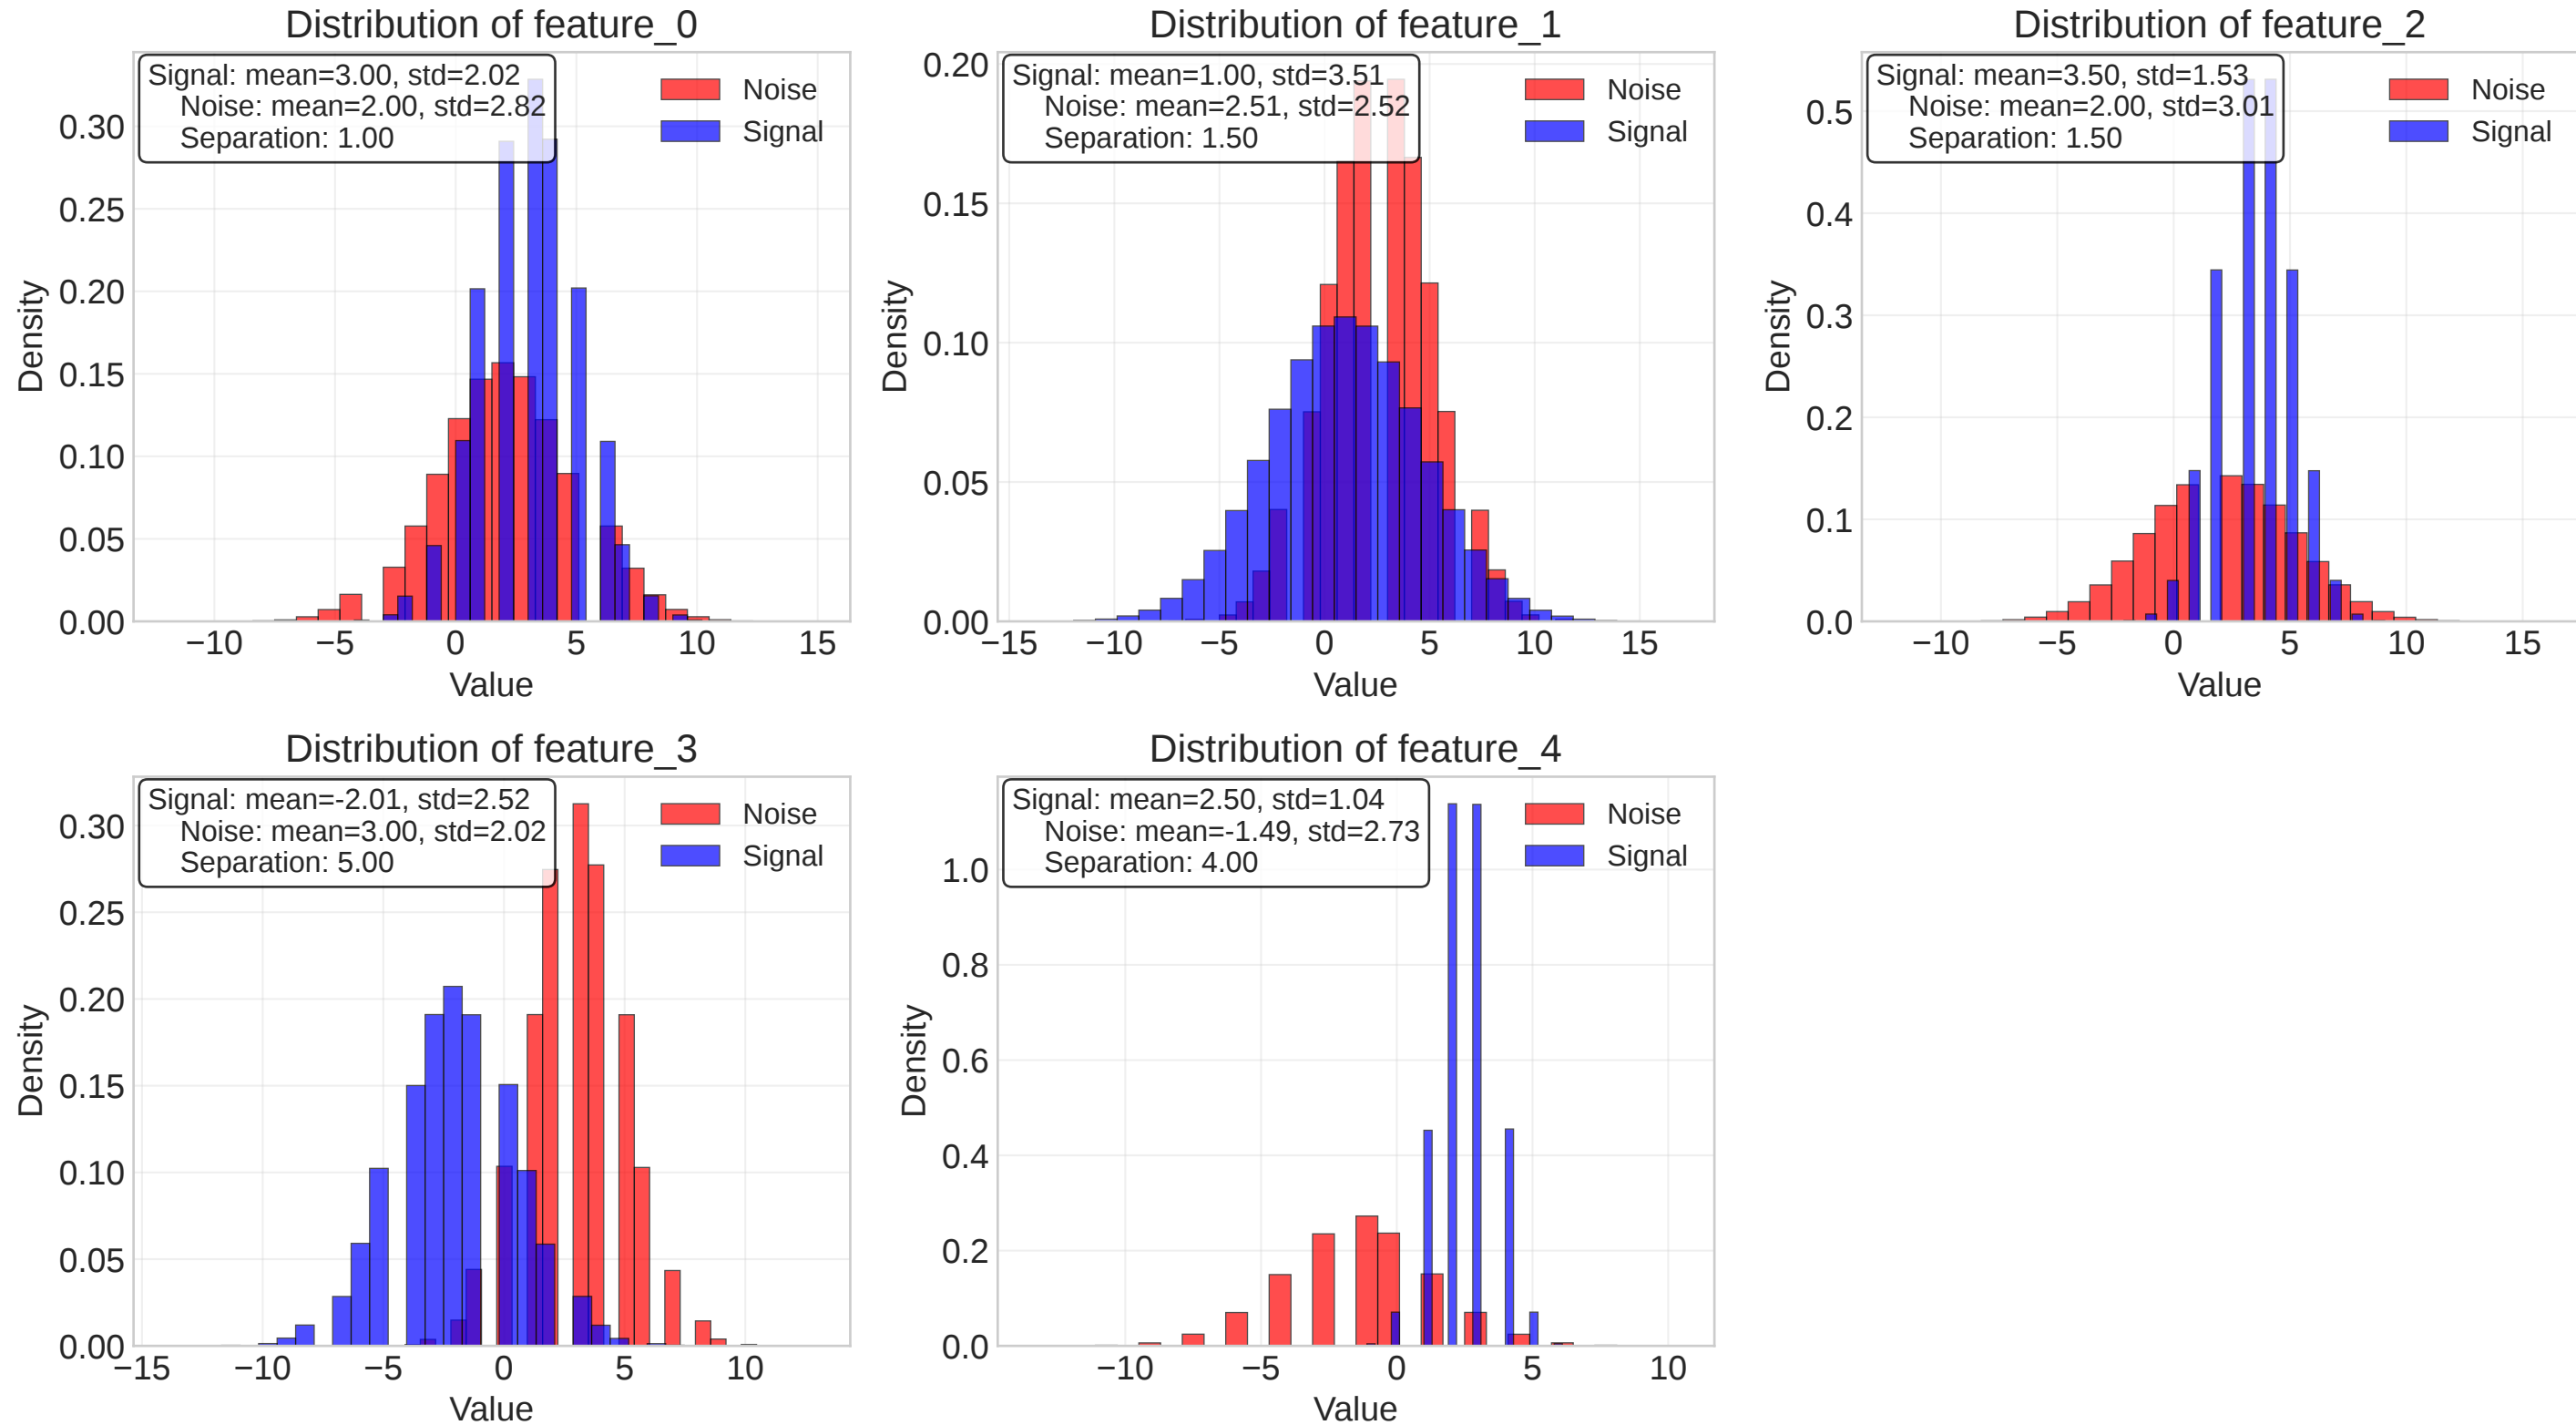 Distribution of feature_0
Signal: mean=3.00, std=2.02
Noise: mean=2.00, std=2.82
Separation: 1.00
Noise
Signal
Density
0.30
0.25
0.20
0.15
0.10
0.05
0.00
−10
−5
0
5
10
15
Value
Distribution of feature_1
Signal: mean=1.00, std=3.51
Noise: mean=2.51, std=2.52
Separation: 1.50
Noise
Signal
Density
0.20
0.15
0.10
0.05
0.00
−15
−10
−5
0
5
10
15
Value
Distribution of feature_2
Signal: mean=3.50, std=1.53
Noise: mean=2.00, std=3.01
Separation: 1.50
Noise
Signal
Density
0.5
0.4
0.3
0.2
0.1
0.0
−10
−5
0
5
10
15
Value
Distribution of feature_3
Signal: mean=-2.01, std=2.52
Noise: mean=3.00, std=2.02
Separation: 5.00
Noise
Signal
Density
0.30
0.25
0.20
0.15
0.10
0.05
0.00
−15
−10
−5
0
5
10
Value
Distribution of feature_4
Signal: mean=2.50, std=1.04
Noise: mean=-1.49, std=2.73
Separation: 4.00
Noise
Signal
Density
1.0
0.8
0.6
0.4
0.2
0.0
−10
−5
0
5
10
Value